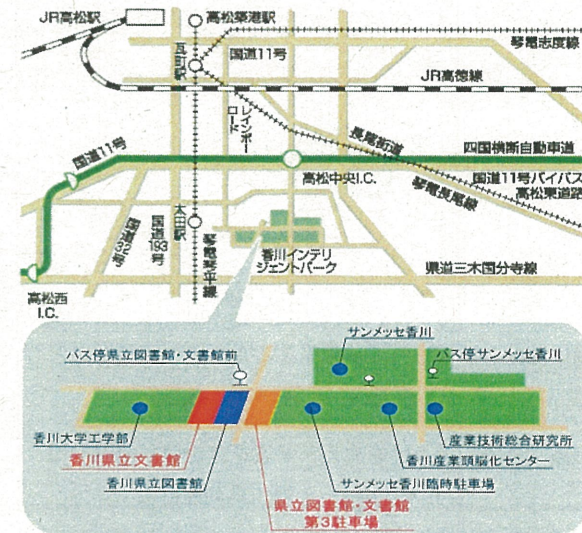 JR高松駅
高松築港駅
国道11号
琴電志度線
瓦町駅
JR高徳線
レインボー
ロード
長尾街道
国道11号
四国横断自動車道
高松中央I.C.
国道11号バイパス
高松東道路
琴電長尾線
国道32号
国道
193
号
太田駅
琴電琴平線
香川インテリ
ジェントパーク
県道三木国分寺線
高松西
I.C.
サンメッセ香川
バス停県立図書館・文書館前
バス停サンメッセ香川
香川大学工学部
産業技術総合研究所
香川県立文書館
香川産業頭脳化センター
香川県立図書館
サンメッセ香川臨時駐車場
県立図書館・文書館
第3駐車場